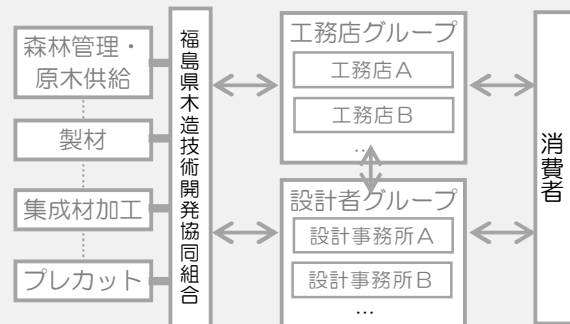 森林管理・
原木供給
製材
集成材加工
プレカット
福島県木造技術開発協同組合
工務店グループ
工務店A
工務店B
…
設計者グループ
設計事務所A
設計事務所B
…
消費者